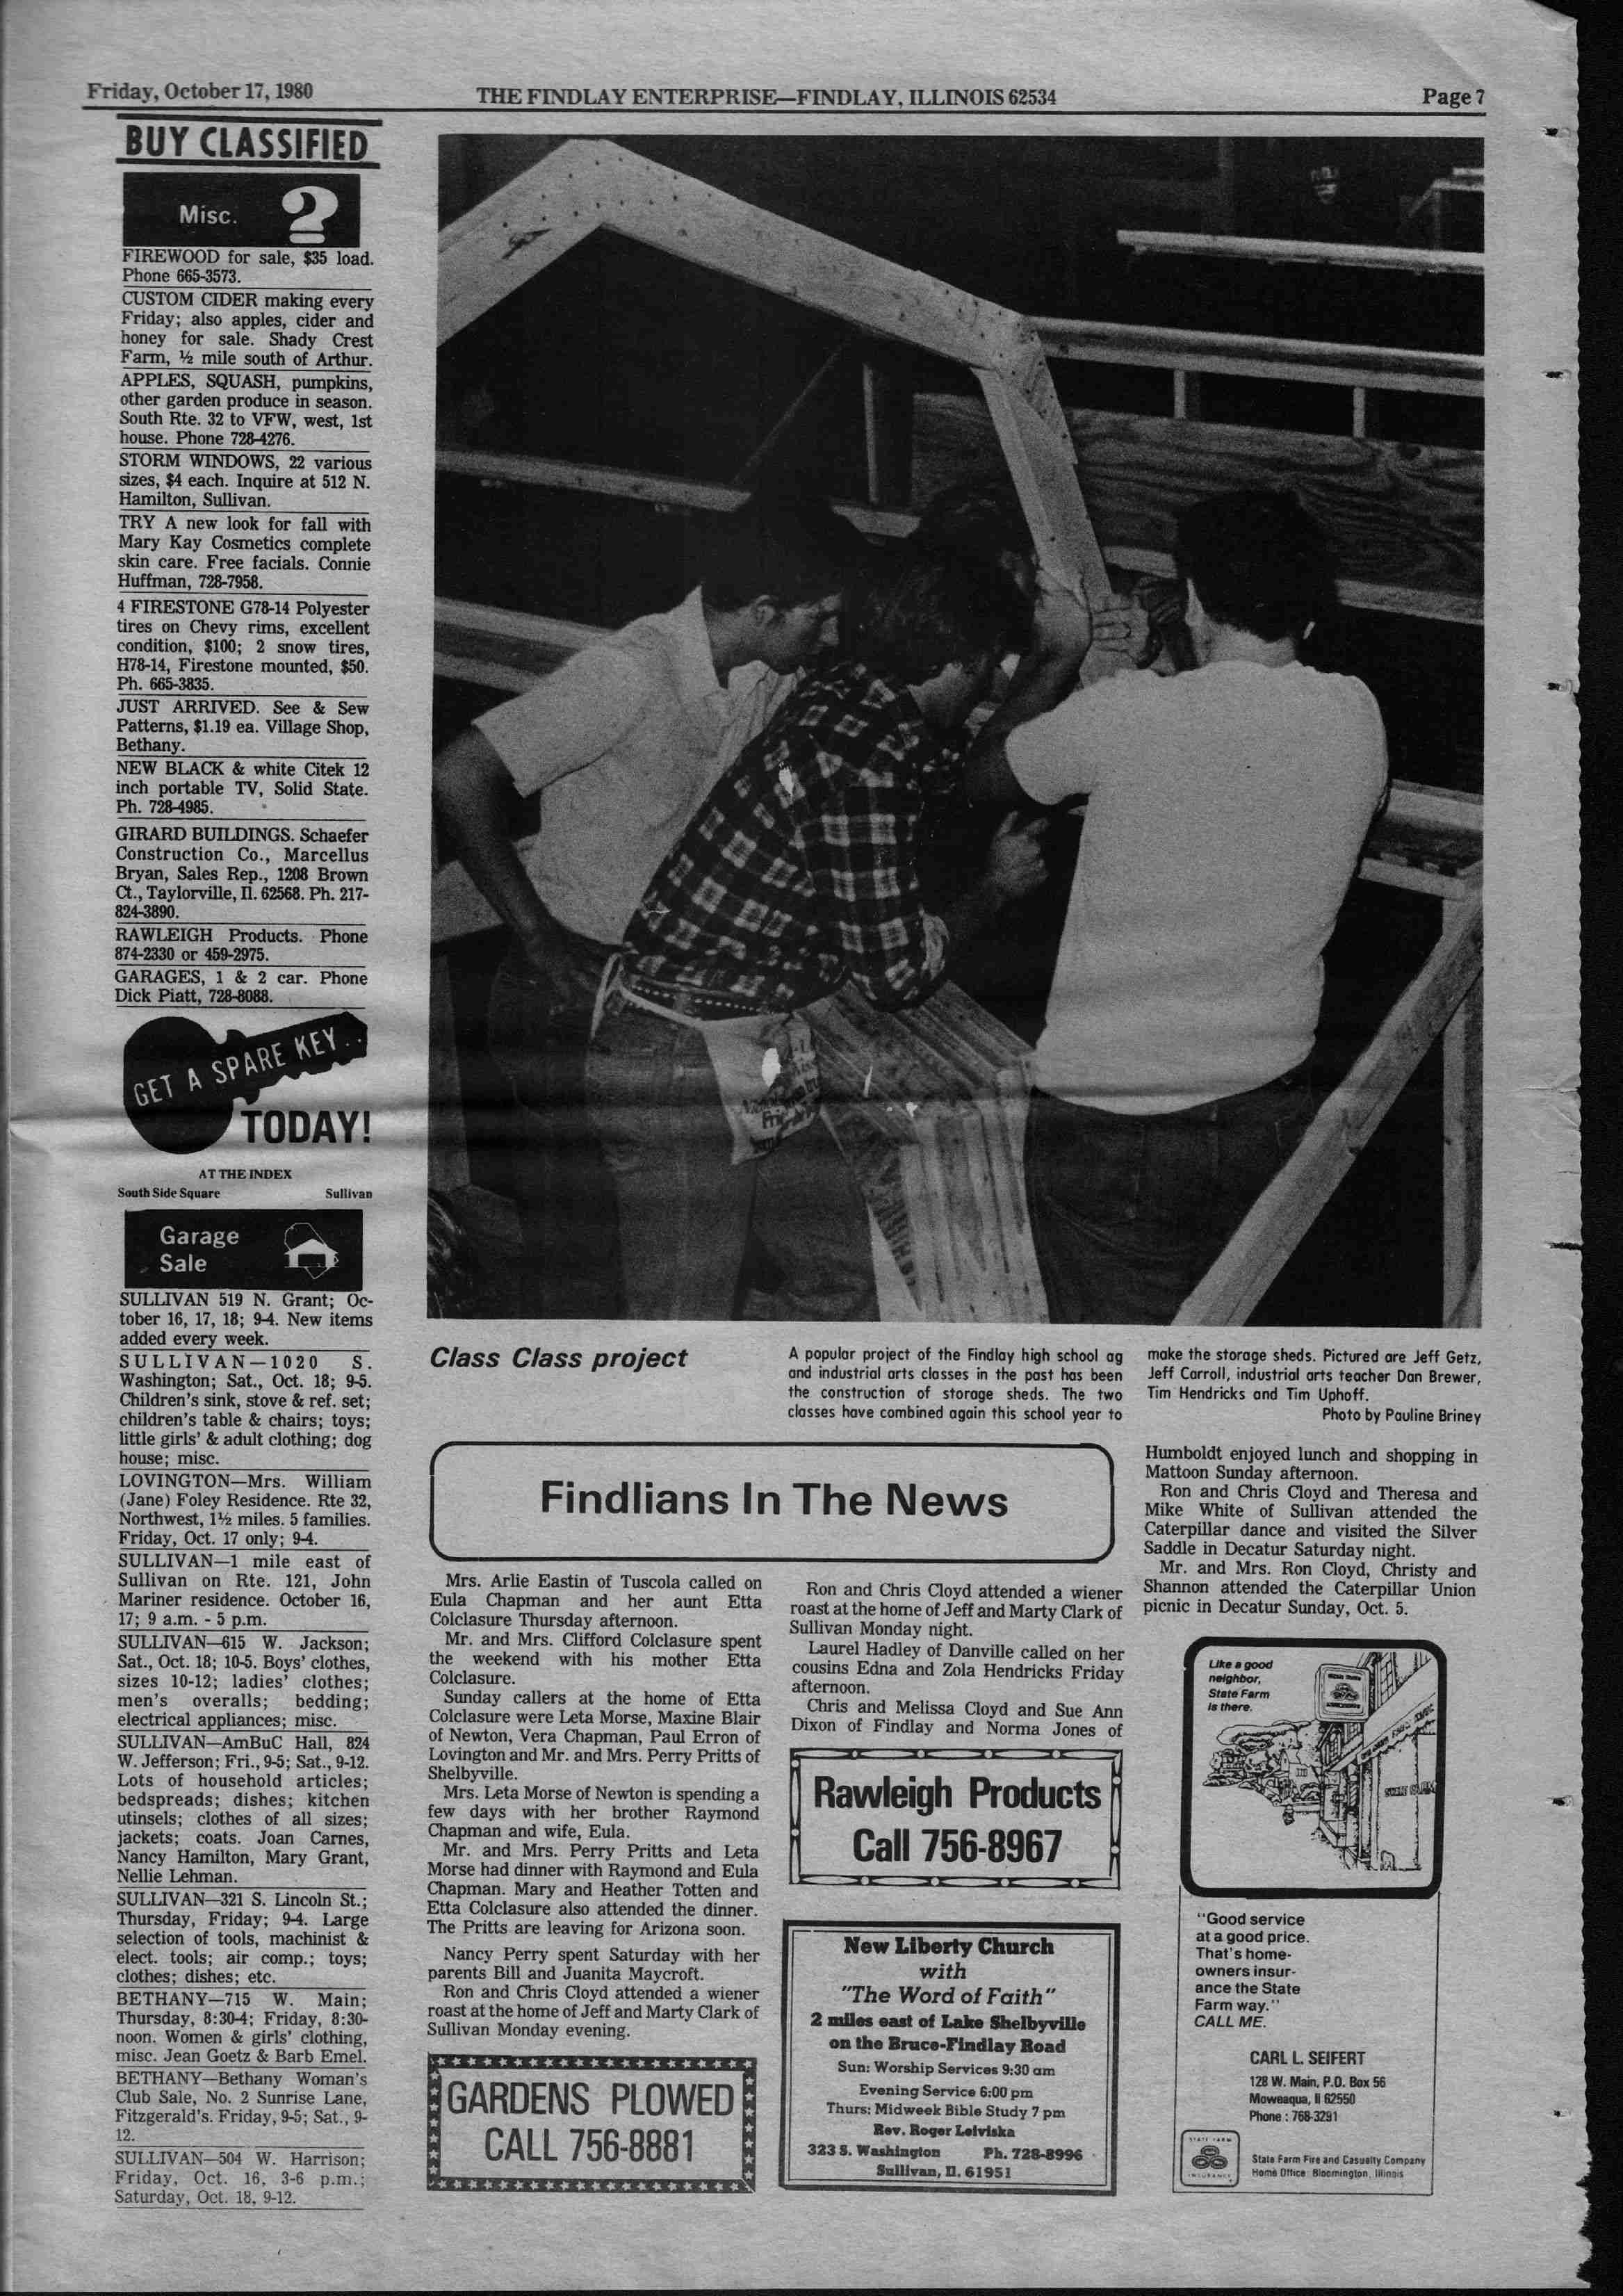 Friday, October 17, 1980
THE FINDLAY ENTERPRISE—FINDLAY, ILLINOIS 62534
Page 7
BUY CLASSIFIED
Misc. ?
FIREWOOD for sale, $35 load.
Phone 665-3573.
CUSTOM CIDER making every
Friday; also apples, cider and
honey for sale. Shady Crest
Farm, ½ mile south of Arthur.
APPLES, SQUASH, pumpkins,
other garden produce in season.
South Rte. 32 to VFW, west, 1st
house. Phone 728-4276.
STORM WINDOWS, 22 various
sizes, $4 each. Inquire at 512 N.
Hamilton, Sullivan.
TRY A new look for fall with
Mary Kay Cosmetics complete
skin care. Free facials. Connie
Huffman, 728-7958.
4 FIRESTONE G78-14 Polyester
tires on Chevy rims, excellent
condition, $100; 2 snow tires,
H78-14, Firestone mounted, $50.
Ph. 665-3835.
JUST ARRIVED. See & Sew
Patterns, $1.19 ea. Village Shop,
Bethany.
NEW BLACK & white Citek 12
inch portable TV, Solid State.
Ph. 728-4985.
GIRARD BUILDINGS. Schaefer
Construction Co., Marcellus
Bryan, Sales Rep., 1208 Brown
Ct., Taylorville, Il. 62568. Ph. 217-
824-3890.
RAWLEIGH Products. Phone
874-2330 or 459-2975.
GARAGES, 1 & 2 car. Phone
Dick Piatt, 728-8088.
GET A SPARE KEY...
TODAY!
AT THE INDEX
South Side Square Sullivan
Garage
Sale
SULLIVAN 519 N. Grant; Oc-
tober 16, 17, 18; 9-4. New items
added every week.
SULLIVAN—1020 S.
Washington; Sat., Oct. 18; 9-5.
Children's sink, stove & ref. set;
children's table & chairs; toys;
little girls' & adult clothing; dog
house; misc.
LOVINGTON—Mrs. William
(Jane) Foley Residence. Rte 32,
Northwest, 1½ miles. 5 families.
Friday, Oct. 17 only; 9-4.
SULLIVAN—1 mile east of
Sullivan on Rte. 121, John
Mariner residence. October 16,
17; 9 a.m. - 5 p.m.
SULLIVAN—615 W. Jackson;
Sat., Oct. 18; 10-5. Boys' clothes,
sizes 10-12; ladies' clothes;
men's overalls; bedding;
electrical appliances; misc.
SULLIVAN—AmBuC Hall, 824
W. Jefferson; Fri., 9-5; Sat., 9-12.
Lots of household articles;
bedspreads; dishes; kitchen
utinsels; clothes of all sizes;
jackets; coats. Joan Carnes,
Nancy Hamilton, Mary Grant,
Nellie Lehman.
SULLIVAN—321 S. Lincoln St.;
Thursday, Friday; 9-4. Large
selection of tools, machinist &
elect. tools; air comp.; toys;
clothes; dishes; etc.
BETHANY—715 W. Main;
Thursday, 8:30-4; Friday, 8:30-
noon. Women & girls' clothing,
misc. Jean Goetz & Barb Emel.
BETHANY—Bethany Woman's
Club Sale, No. 2 Sunrise Lane,
Fitzgerald's. Friday, 9-5; Sat., 9-
12.
SULLIVAN—504 W. Harrison;
Friday, Oct. 16, 3-6 p.m.;
Saturday, Oct. 18, 9-12.
Class Class project
A popular project of the Findlay high school ag
and industrial arts classes in the past has been
the construction of storage sheds. The two
classes have combined again this school year to
make the storage sheds. Pictured are Jeff Getz,
Jeff Carroll, industrial arts teacher Dan Brewer,
Tim Hendricks and Tim Uphoff.
Photo by Pauline Briney
Findlians In The News
Mrs. Arlie Eastin of Tuscola called on
Eula Chapman and her aunt Etta
Colclasure Thursday afternoon.
Mr. and Mrs. Clifford Colclasure spent
the weekend with his mother Etta
Colclasure.
Sunday callers at the home of Etta
Colclasure were Leta Morse, Maxine Blair
of Newton, Vera Chapman, Paul Erron of
Lovington and Mr. and Mrs. Perry Pritts of
Shelbyville.
Mrs. Leta Morse of Newton is spending a
few days with her brother Raymond
Chapman and wife, Eula.
Mr. and Mrs. Perry Pritts and Leta
Morse had dinner with Raymond and Eula
Chapman. Mary and Heather Totten and
Etta Colclasure also attended the dinner.
The Pritts are leaving for Arizona soon.
Nancy Perry spent Saturday with her
parents Bill and Juanita Maycroft.
Ron and Chris Cloyd attended a wiener
roast at the home of Jeff and Marty Clark of
Sullivan Monday evening.
GARDENS PLOWED
CALL 756-8881
Ron and Chris Cloyd attended a wiener
roast at the home of Jeff and Marty Clark of
Sullivan Monday night.
Laurel Hadley of Danville called on her
cousins Edna and Zola Hendricks Friday
afternoon.
Chris and Melissa Cloyd and Sue Ann
Dixon of Findlay and Norma Jones of
Rawleigh Products
Call 756-8967
New Liberty Church
with
"The Word of Faith"
2 miles east of Lake Shelbyville
on the Bruce-Findlay Road
Sun: Worship Services 9:30 am
Evening Service 6:00 pm
Thurs: Midweek Bible Study 7 pm
Rev. Roger Leiviska
323 S. Washington Ph. 728-8996
Sullivan, Il. 61951
Humboldt enjoyed lunch and shopping in
Mattoon Sunday afternoon.
Ron and Chris Cloyd and Theresa and
Mike White of Sullivan attended the
Caterpillar dance and visited the Silver
Saddle in Decatur Saturday night.
Mr. and Mrs. Ron Cloyd, Christy and
Shannon attended the Caterpillar Union
picnic in Decatur Sunday, Oct. 5.
Like a good
neighbor,
State Farm
is there.
"Good service
at a good price.
That's home-
owners insur-
ance the State
Farm way."
CALL ME.
CARL L. SEIFERT
128 W. Main, P.O. Box 56
Moweaqua, Il 62550
Phone : 768-3291
STATE FARM
INSURANCE
State Farm Fire and Casualty Company
Home Office: Bloomington, Illinois